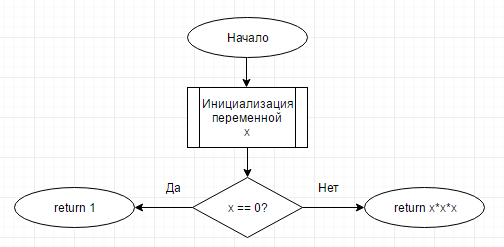 Начало
Инициализация
переменной
x
Да
Нет
return 1
x == 0?
return x*x*x